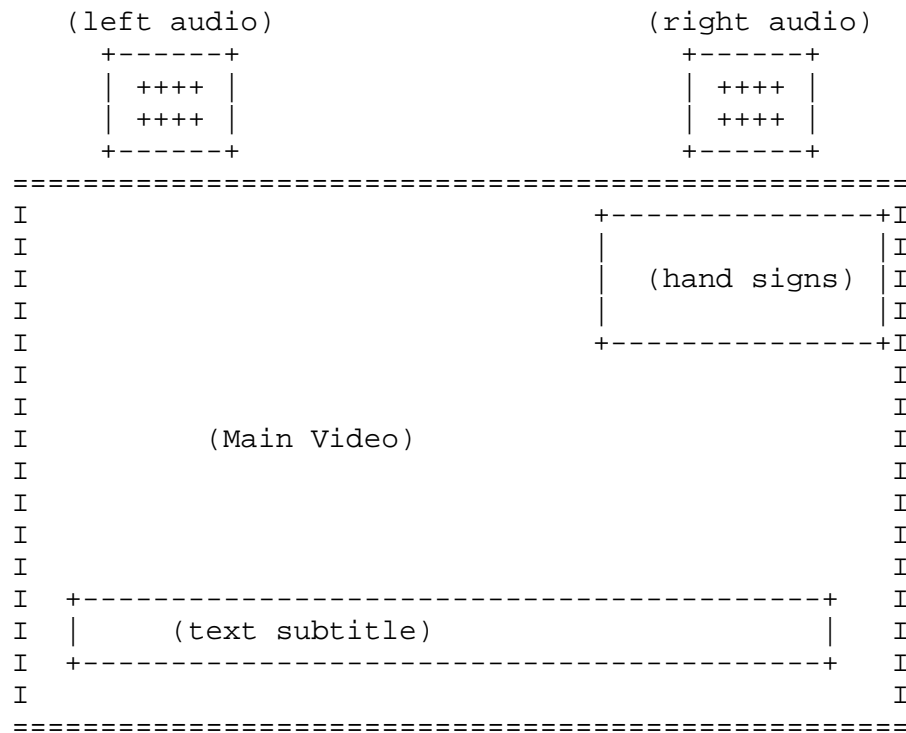 (left audio) (right audio)
+------+ +------+
| ++++ | | ++++ |
| ++++ | | ++++ |
+------+ +------+
===================================================
I +---------------+I
I | |I
I | (hand signs) |I
I | |I
I +---------------+I
I I
I I
I (Main Video) I
I I
I I
I I
I I
I +------------------------------------------+ I
I | (text subtitle) | I
I +------------------------------------------+ I
I I
===================================================